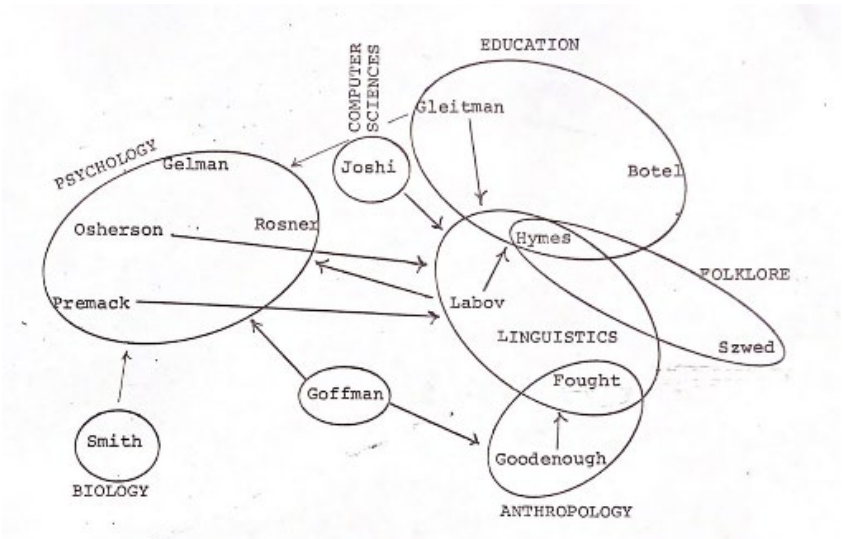 EDUCATION
COMPUTER
SCIENCES
Gleitman
PSYCHOLOGY
Gelman
Joshi
Botel
Osherson
Rosner
Hymes
FOLKLORE
Premack
Labov
LINGUISTICS
Szwed
Fought
Goffman
Smith
Goodenough
BIOLOGY
ANTHROPOLOGY